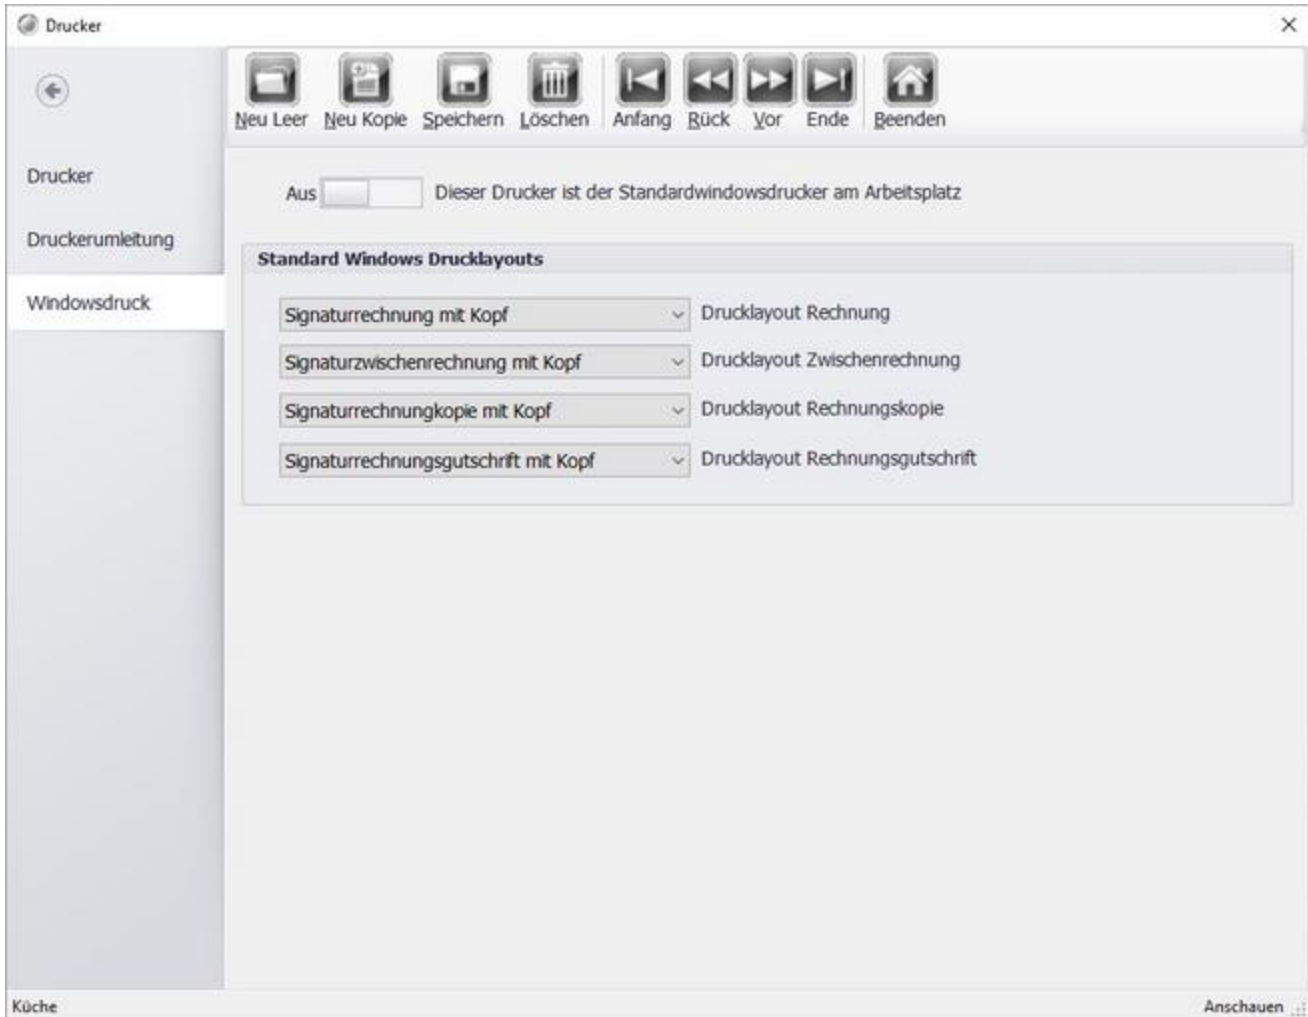 Drucker
Neu Leer Neu Kopie Speichern Löschen Anfang Rück Vor Ende Beenden
Drucker
Druckerumleitung
Windowsdruck
Aus Dieser Drucker ist der Standardwindowsdrucker am Arbeitsplatz
Standard Windows Drucklayouts
Signaturrechnung mit Kopf Drucklayout Rechnung
Signaturzwischenrechnung mit Kopf Drucklayout Zwischenrechnung
Signaturrechnungkopie mit Kopf Drucklayout Rechnungskopie
Signaturrechnungsgutschrift mit Kopf Drucklayout Rechnungsgutschrift
Küche Anschauen